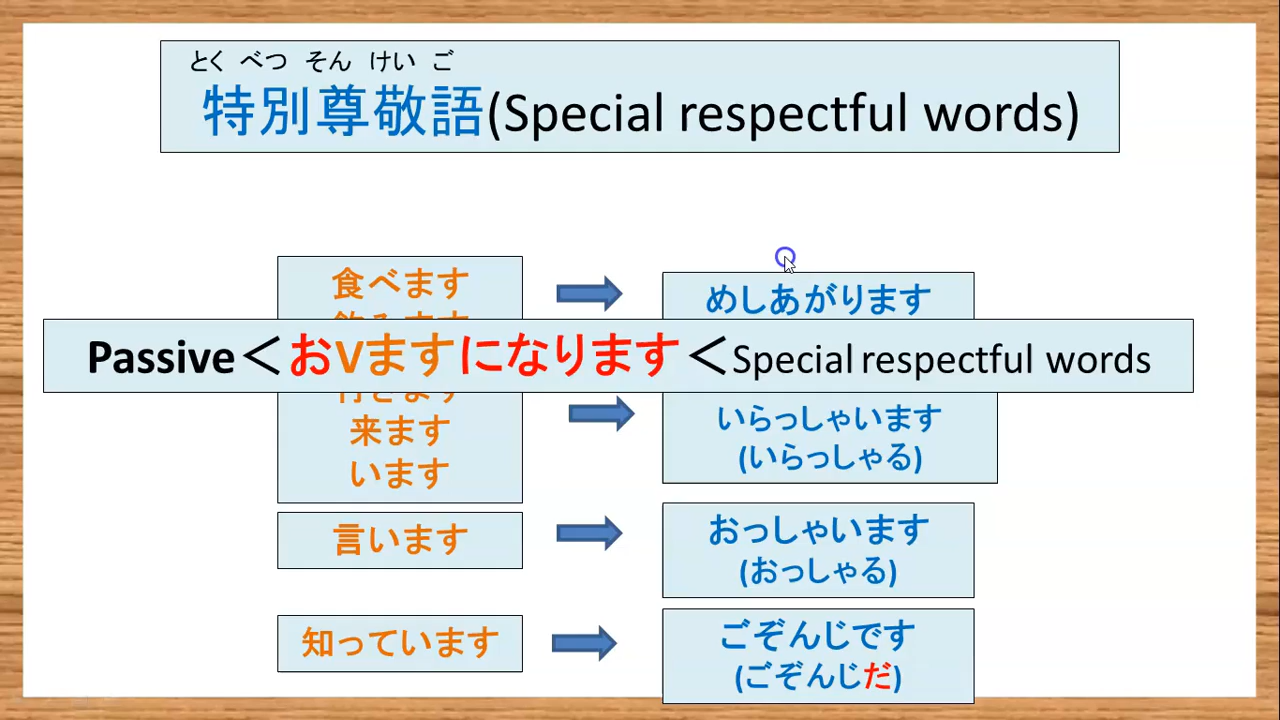 とく べつ そん けい ご
特別尊敬語(Special respectful words)
食べます
めしあがります
Passive＜おVますになります＜Special respectful words
来ます
います
いらっしゃいます
(いらっしゃる)
言います
おっしゃいます
(おっしゃる)
知っています
ごぞんじです
(ごぞんじだ)